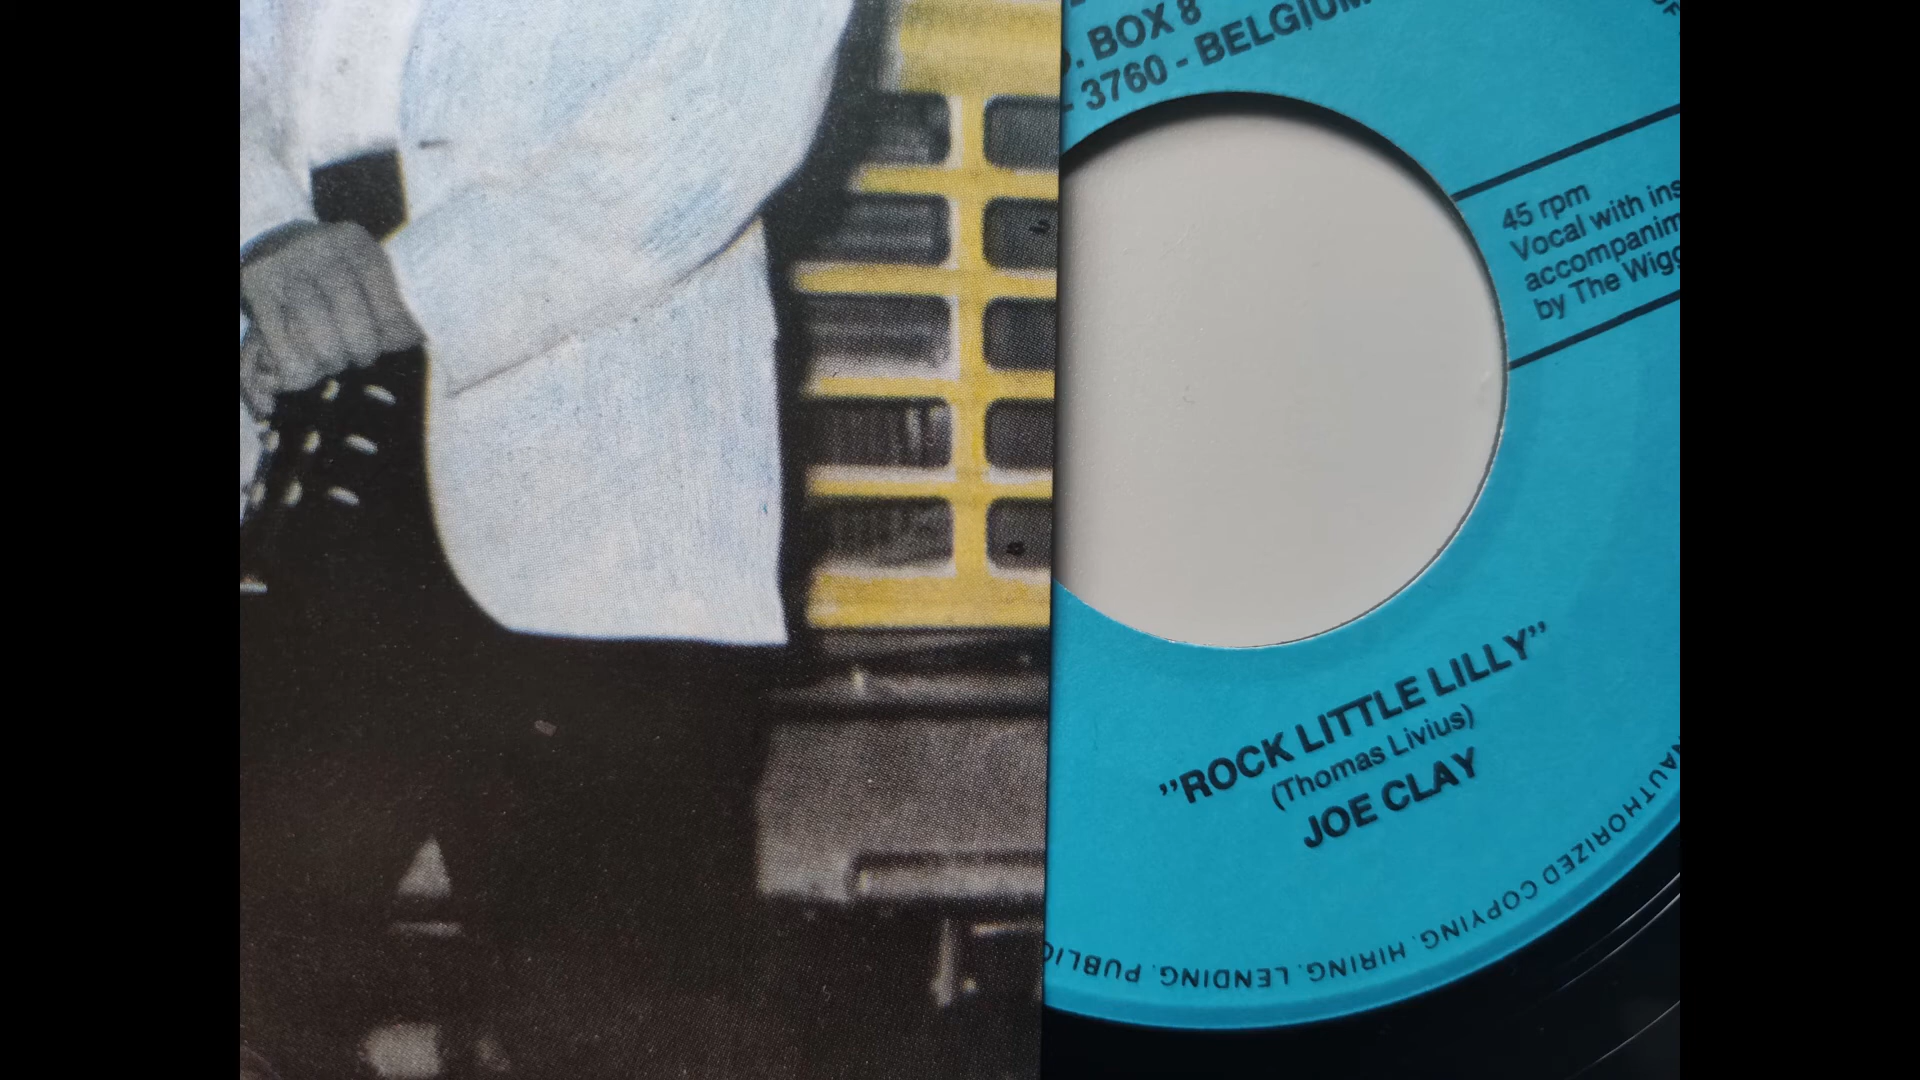 . BOX 8
- 3760 - BELGIUM
45 rpm
Vocal with ins
accompanim
by The Wigg
"ROCK LITTLE LILLY"
(Thomas Livius)
JOE CLAY
NAUTHORIZED COPYING. HIRING. LENDING. PUBLIC